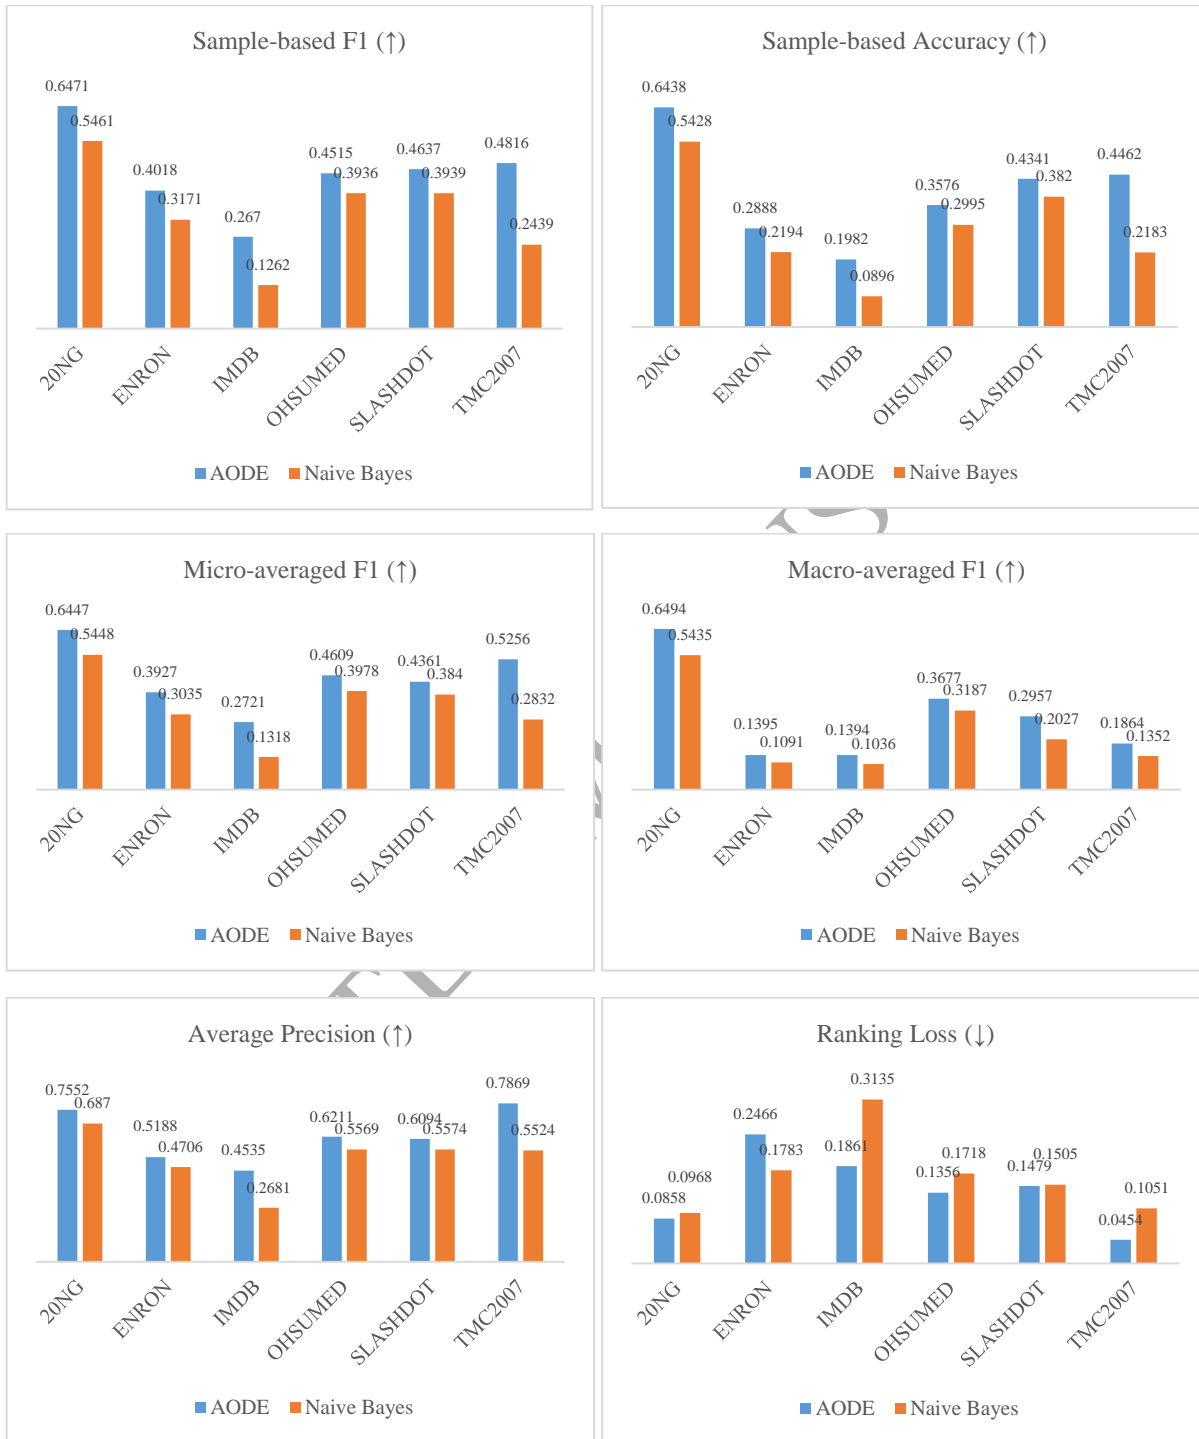 Sample-based F1 (↑)
0.6471
0.5461
0.4018
0.3171
0.267
0.1262
0.4515
0.3936
0.4637
0.3939
0.4816
0.2439
20NG
ENRON
IMDB
OHSUMED
SLASHDOT
TMC2007
AODE Naive Bayes
Sample-based Accuracy (↑)
0.6438
0.5428
0.2888
0.2194
0.1982
0.0896
0.3576
0.2995
0.4341
0.382
0.4462
0.2183
20NG
ENRON
IMDB
OHSUMED
SLASHDOT
TMC2007
AODE Naive Bayes
Micro-averaged F1 (↑)
0.6447
0.5448
0.3927
0.3035
0.2721
0.1318
0.4609
0.3978
0.4361
0.384
0.5256
0.2832
20NG
ENRON
IMDB
OHSUMED
SLASHDOT
TMC2007
AODE Naive Bayes
Macro-averaged F1 (↑)
0.6494
0.5435
0.1395
0.1091
0.1394
0.1036
0.3677
0.3187
0.2957
0.2027
0.1864
0.1352
20NG
ENRON
IMDB
OHSUMED
SLASHDOT
TMC2007
AODE Naive Bayes
Average Precision (↑)
0.7552
0.687
0.5188
0.4706
0.4535
0.2681
0.6211
0.5569
0.6094
0.5574
0.7869
0.5524
20NG
ENRON
IMDB
OHSUMED
SLASHDOT
TMC2007
AODE Naive Bayes
Ranking Loss (↓)
0.0858
0.0968
0.2466
0.1783
0.1861
0.3135
0.1356
0.1718
0.1479
0.1505
0.0454
0.1051
20NG
ENRON
IMDB
OHSUMED
SLASHDOT
TMC2007
AODE Naive Bayes